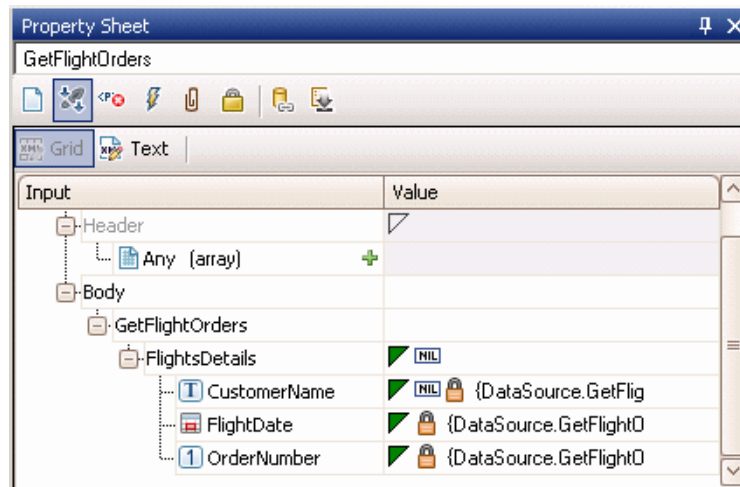 Property Sheet
GetFlightOrders
Grid Text
Input Value
Header
Any (array)
Body
GetFlightOrders
FlightsDetails NIL
T CustomerName NIL {DataSource.GetFlig
FlightDate {DataSource.GetFlightO
1 OrderNumber {DataSource.GetFlightO